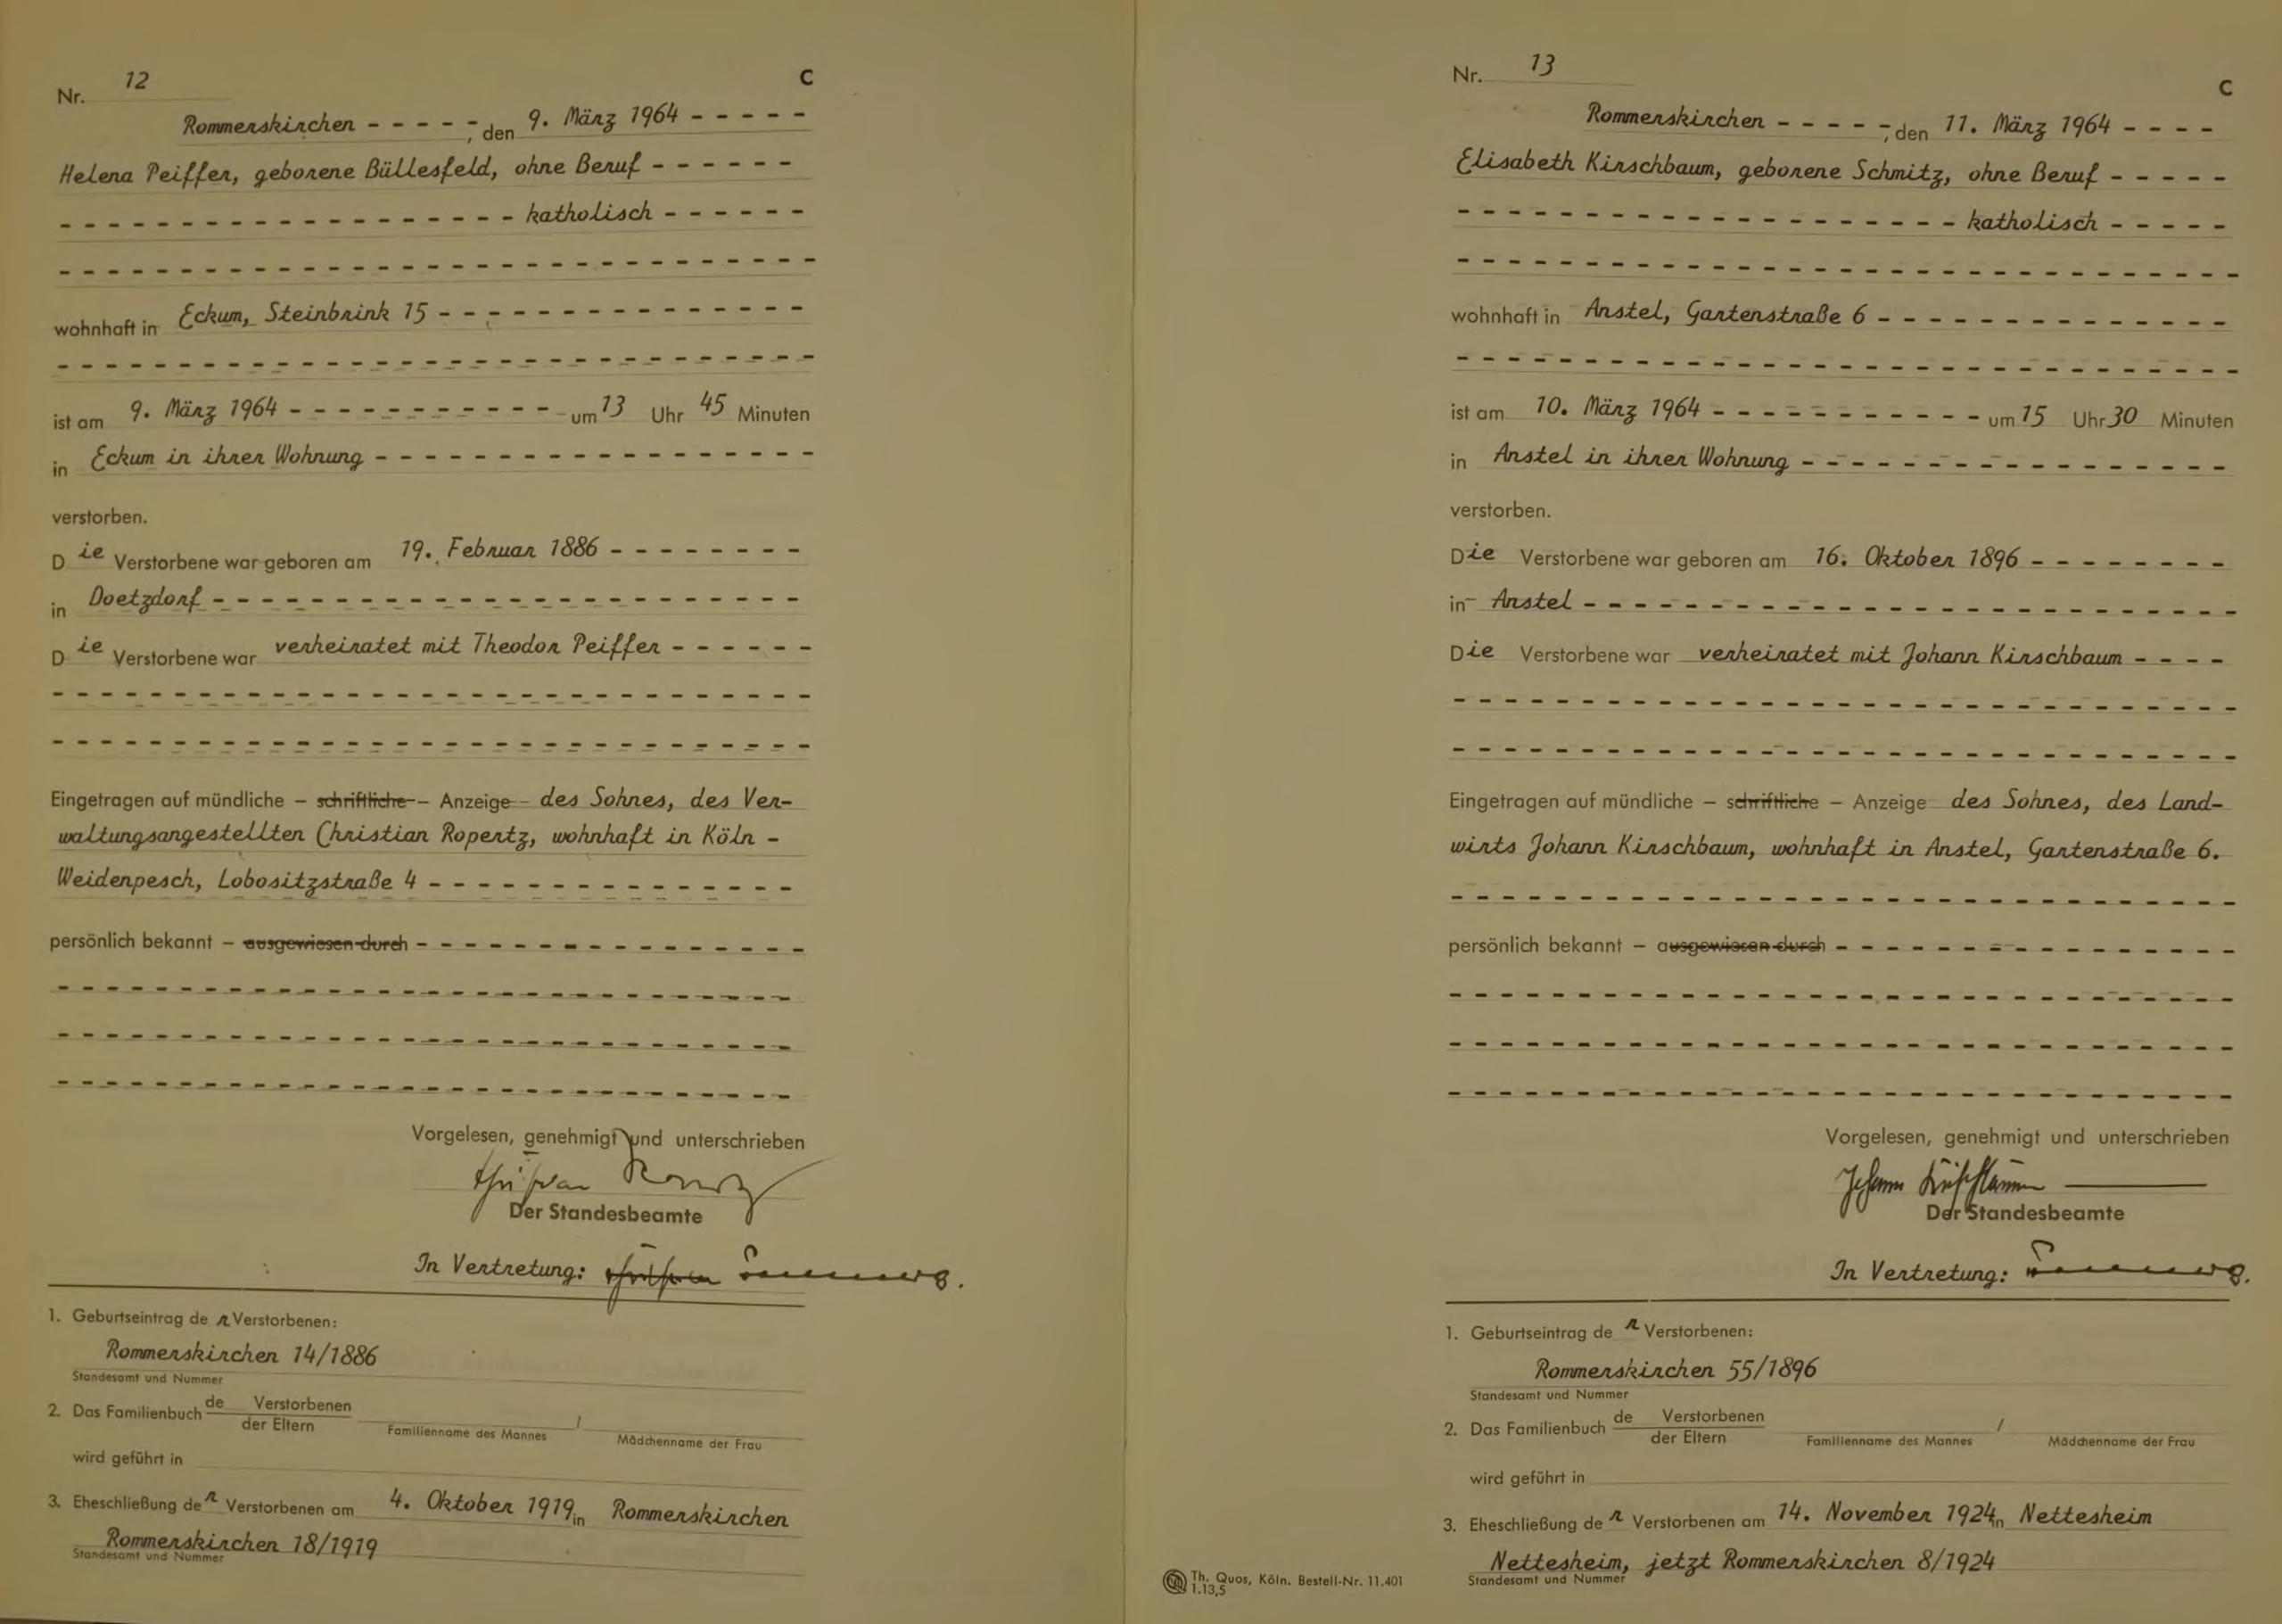 Nr. 12 C
Rommerskirchen - - - - -, den 9. März 1964 - - - - -
Helena Peiffer, geborene Büllesfeld, ohne Beruf - - - - - -
- - - - - - - - - - - - - - - - - - - katholisch - - - - - -
wohnhaft in Eckum, Steinbrink 15 - - - - - - - - - - - - - - -
ist am 9. März 1964 - - - - - - - - - - - um 13 Uhr 45 Minuten
in Eckum in ihrer Wohnung - - - - - - - - - - - - - - - - - -
verstorben.
Die Verstorbene war geboren am 19. Februar 1886 - - - - - - - -
in Doetzdorf - - - - - - - - - - - - - - - - - - - - - - - -
Die Verstorbene war verheiratet mit Theodor Peiffer - - - - - -
Eingetragen auf mündliche – schriftliche – Anzeige – des Sohnes, des Ver-
waltungsangestellten Christian Ropertz, wohnhaft in Köln -
Weidenpesch, Lobositzstraße 4 - - - - - - - - - - - - - - -
persönlich bekannt – ausgewiesen durch - - - - - - - - - - - - - - - -
Vorgelesen, genehmigt und unterschrieben
Der Standesbeamte
In Vertretung:
1. Geburtseintrag der Verstorbenen:
Rommerskirchen 14/1886
Standesamt und Nummer
2. Das Familienbuch de Verstorbenen
der Eltern / Familienname des Mannes Mädchenname der Frau
wird geführt in
3. Eheschließung der Verstorbenen am 4. Oktober 1919 in Rommerskirchen
Rommerskirchen 18/1919
Standesamt und Nummer
Nr. 13 C
Rommerskirchen - - - - -, den 11. März 1964 - - - -
Elisabeth Kirschbaum, geborene Schmitz, ohne Beruf - - - - -
- - - - - - - - - - - - - - - - - - - - katholisch - - - - -
wohnhaft in Anstel, Gartenstraße 6 - - - - - - - - - - - - - -
ist am 10. März 1964 - - - - - - - - - - - um 15 Uhr 30 Minuten
in Anstel in ihrer Wohnung - - - - - - - - - - - - - - - - -
verstorben.
Die Verstorbene war geboren am 16. Oktober 1896 - - - - - - - -
in Anstel - - - - - - - - - - - - - - - - - - - - - - - - - -
Die Verstorbene war verheiratet mit Johann Kirschbaum - - - -
Eingetragen auf mündliche – schriftliche – Anzeige des Sohnes, des Land-
wirts Johann Kirschbaum, wohnhaft in Anstel, Gartenstraße 6.
persönlich bekannt – ausgewiesen durch - - - - - - - - - - - - - - - -
Vorgelesen, genehmigt und unterschrieben
Johann Kirschbaum
Der Standesbeamte
In Vertretung:
1. Geburtseintrag der Verstorbenen:
Rommerskirchen 55/1896
Standesamt und Nummer
2. Das Familienbuch de Verstorbenen
der Eltern / Familienname des Mannes Mädchenname der Frau
wird geführt in
3. Eheschließung der Verstorbenen am 14. November 1924 in Nettesheim
Nettesheim, jetzt Rommerskirchen 8/1924
Standesamt und Nummer
Th. Quos, Köln. Bestell-Nr. 11.401
1.13,5